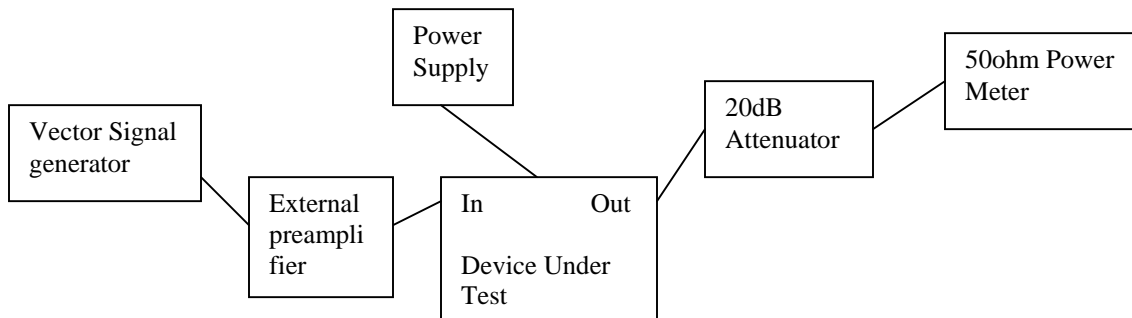 Vector Signal
generator
External
preampli
fier
Power
Supply
In Out
Device Under
Test
20dB
Attenuator
50ohm Power
Meter